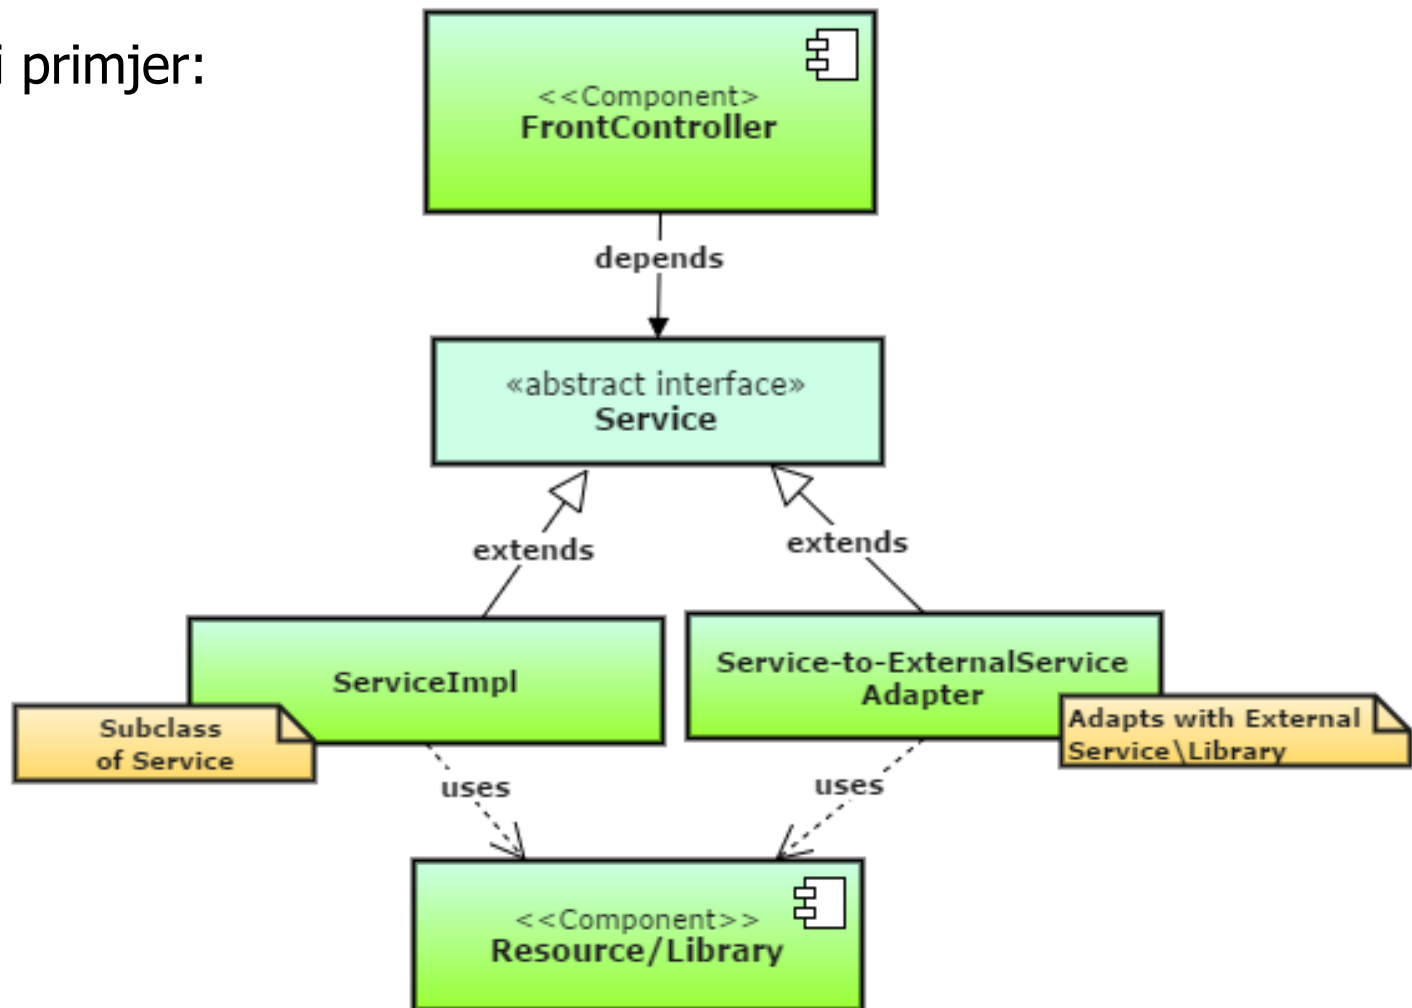 i primjer:
<<Component>
FrontController
depends
«abstract interface»
Service
extends
extends
ServiceImpl
Service-to-ExternalService
Adapter
Subclass
of Service
Adapts with External
Service\Library
uses
uses
<<Component>>
Resource/Library